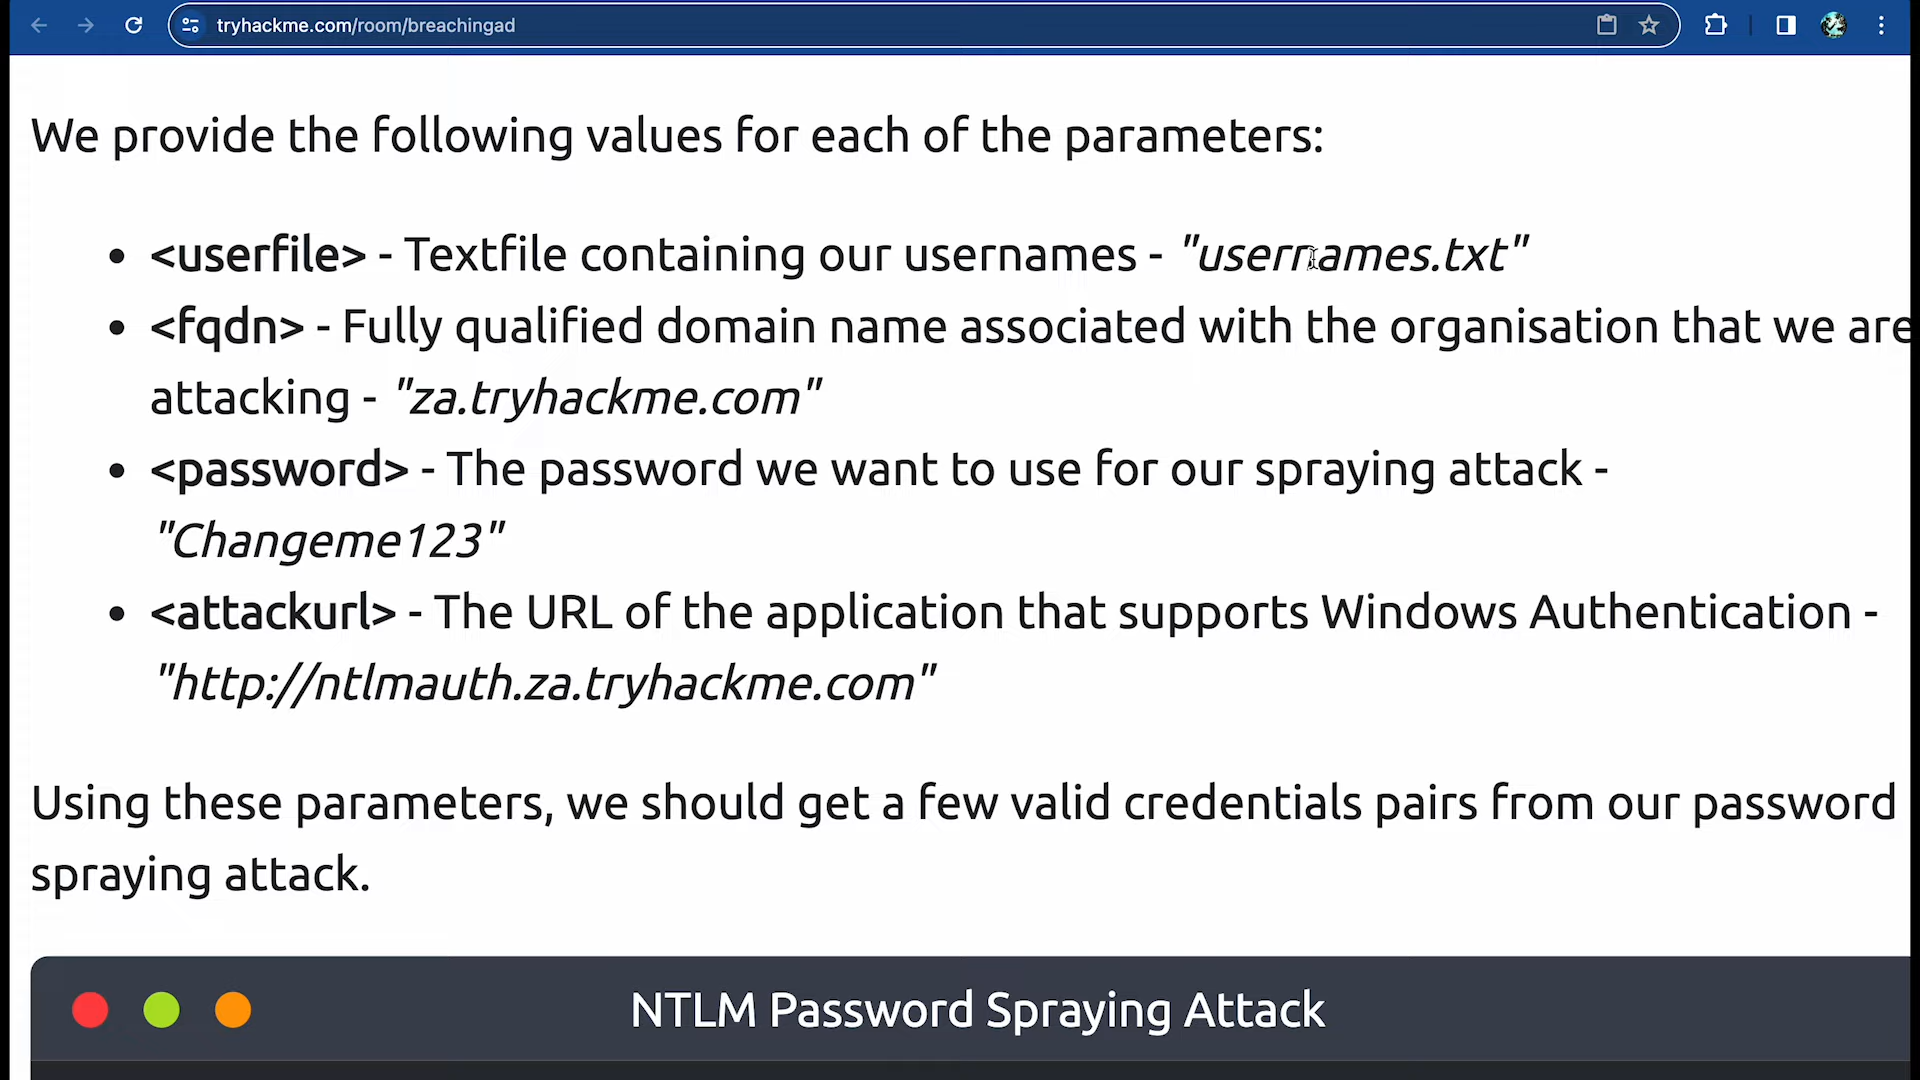 tryhackme.com/room/breachingad
We provide the following values for each of the parameters:
• <userfile> - Textfile containing our usernames - "usernames.txt"
• <fqdn> - Fully qualified domain name associated with the organisation that we are
attacking - "za.tryhackme.com"
• <password> - The password we want to use for our spraying attack -
"Changeme123"
• <attackurl> - The URL of the application that supports Windows Authentication -
"http://ntlmauth.za.tryhackme.com"
Using these parameters, we should get a few valid credentials pairs from our password
spraying attack.
NTLM Password Spraying Attack